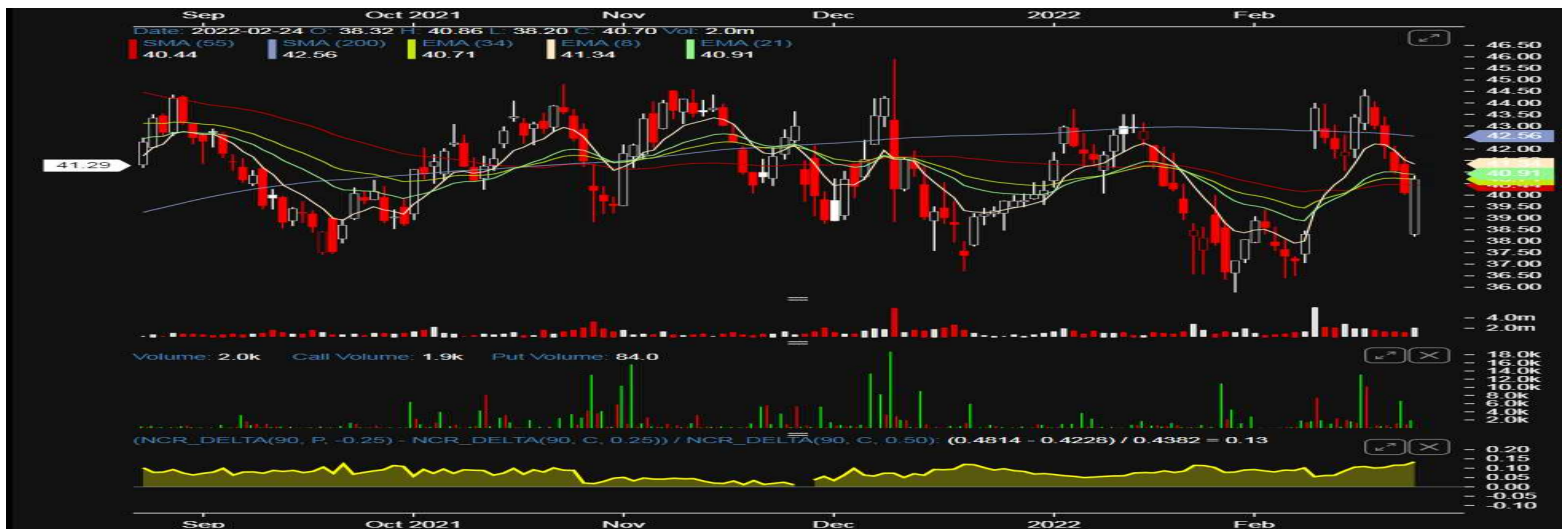 Sep Oct 2021 Nov Dec 2022 Feb
Date: 2022-02-24 O: 38.32 H: 40.86 L: 38.20 C: 40.70 Vol: 2.0m
SMA (55) SMA (200) EMA (34) EMA (8) EMA (21)
40.44 42.56 40.71 41.34 40.91
46.50
46.00
45.50
45.00
44.50
44.00
43.50
43.00
42.56
42.00
41.29
40.91
40.00
39.50
39.00
38.50
38.00
37.50
37.00
36.50
36.00
4.0m
2.0m
Volume: 2.0k Call Volume: 1.9k Put Volume: 84.0
18.0k
16.0k
14.0k
12.0k
10.0k
8.0k
6.0k
4.0k
2.0k
(NCR_DELTA(90, P, -0.25) - NCR_DELTA(90, C, 0.25)) / NCR_DELTA(90, C, 0.50): (0.4814 - 0.4228) / 0.4382 = 0.13
0.20
0.15
0.10
0.05
0.00
-0.05
-0.10
Sep Oct 2021 Nov Dec 2022 Feb